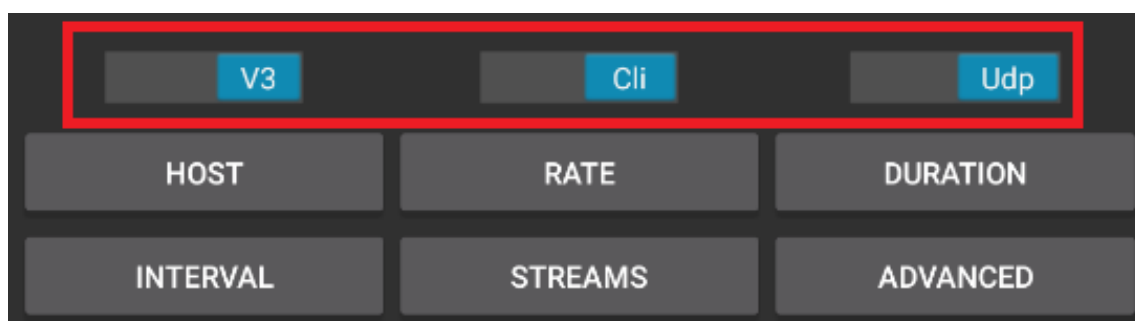 V3 Cli Udp
HOST RATE DURATION
INTERVAL STREAMS ADVANCED